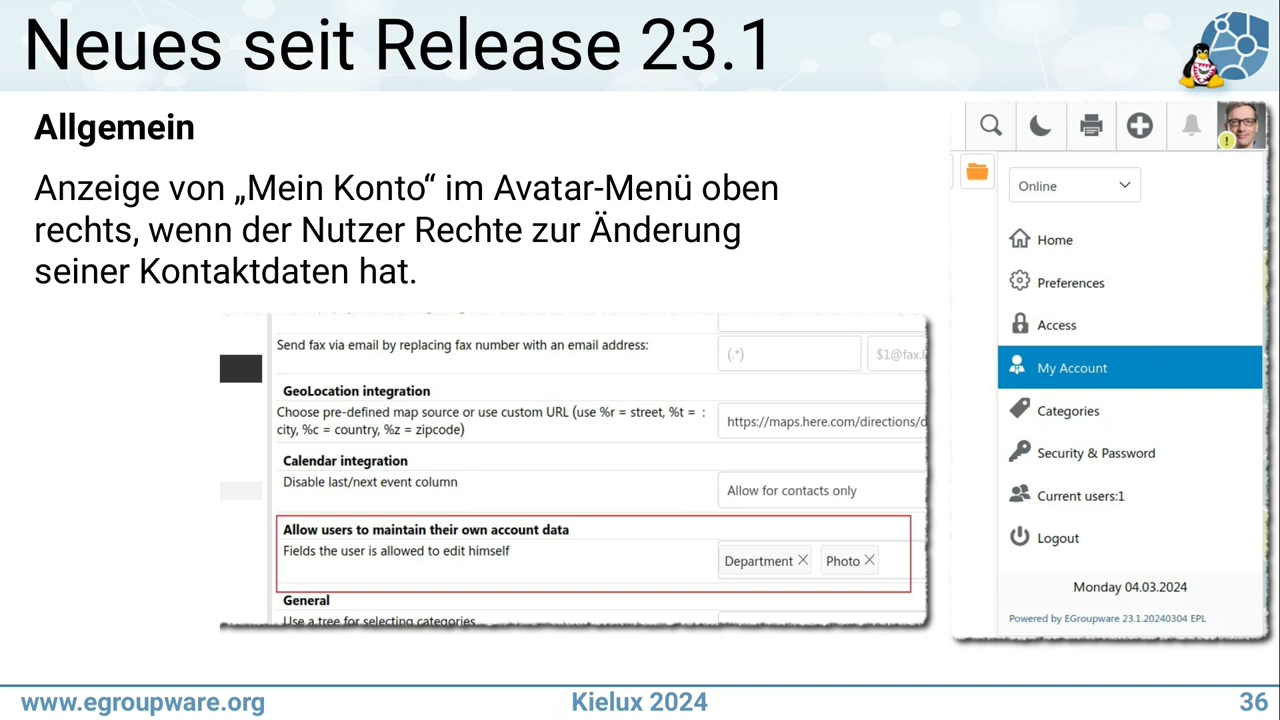 Neues seit Release 23.1
Allgemein
Anzeige von „Mein Konto“ im Avatar-Menü oben
rechts, wenn der Nutzer Rechte zur Änderung
seiner Kontaktdaten hat.
Send fax via email by replacing fax number with an email address:
(.*)
$1@fax.
GeoLocation integration
Choose pre-defined map source or use custom URL (use %r = street, %t = :
city, %c = country, %z = zipcode)
https://maps.here.com/directions/d
Calendar integration
Disable last/next event column
Allow for contacts only
Allow users to maintain their own account data
Fields the user is allowed to edit himself
Department
Photo
General
Use a tree for selecting categories
Online
Home
Preferences
Access
My Account
Categories
Security & Password
Current users:1
Logout
Monday 04.03.2024
Powered by EGroupware 23.1.20240304 EPL
www.egroupware.org
Kielux 2024
36